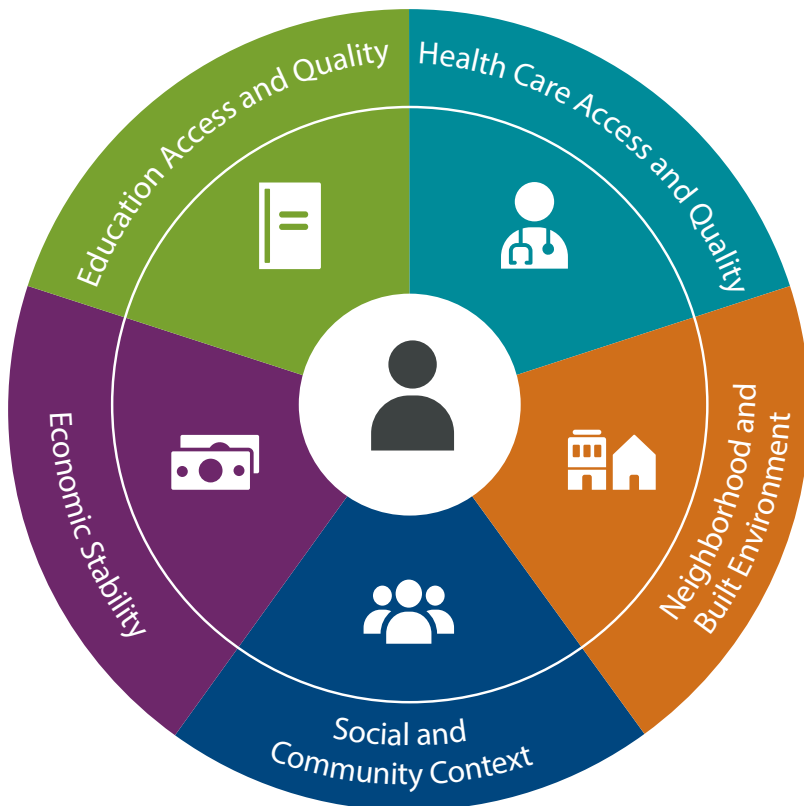 Education Access and Quality
Health Care Access and Quality
Neighborhood and
Built Environment
Social and
Community Context
Economic Stability